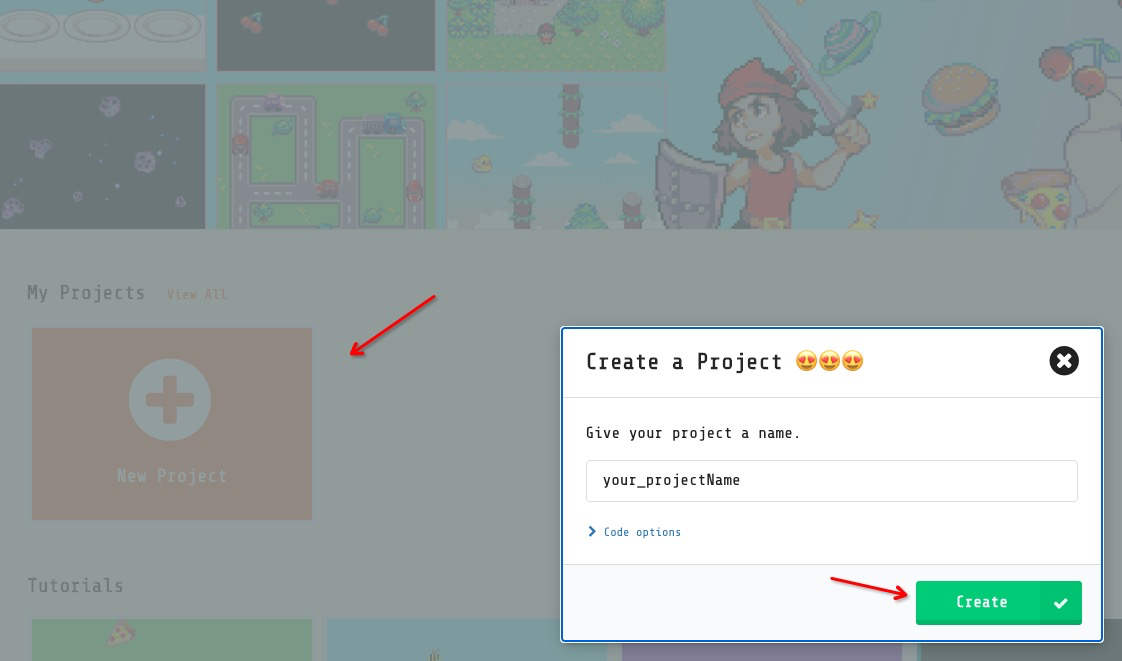 My Projects View All
New Project
Create a Project 😍😍😍
Give your project a name.
your_projectName
Code options
Create
Tutorials